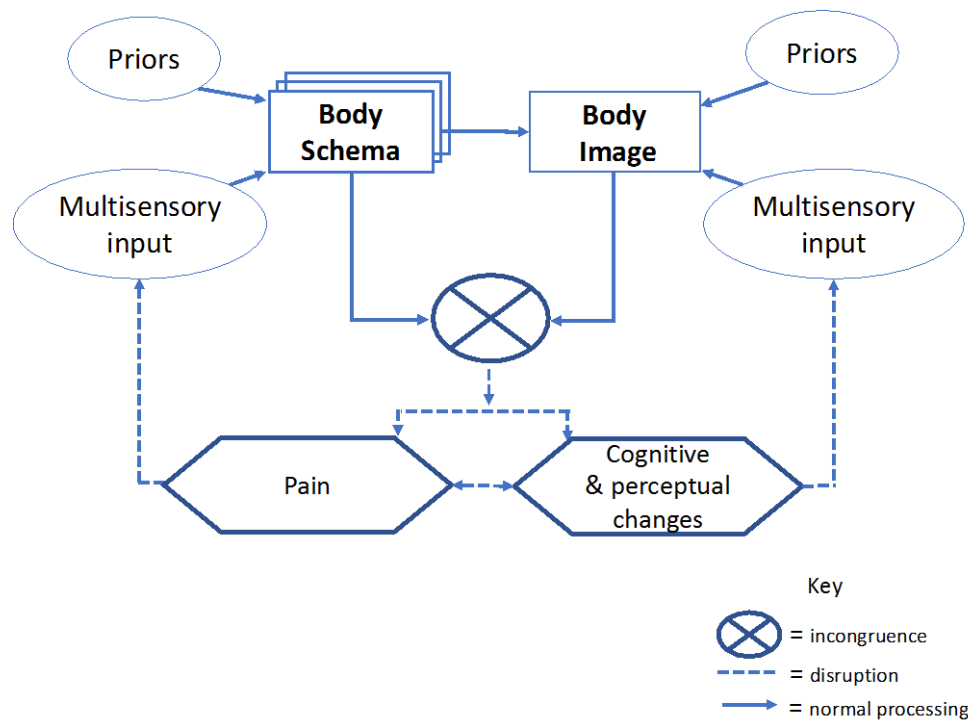 Priors
Priors
Body
Schema
Body
Image
Multisensory
input
Multisensory
input
Pain
Cognitive
& perceptual
changes
Key
= incongruence
= disruption
= normal processing